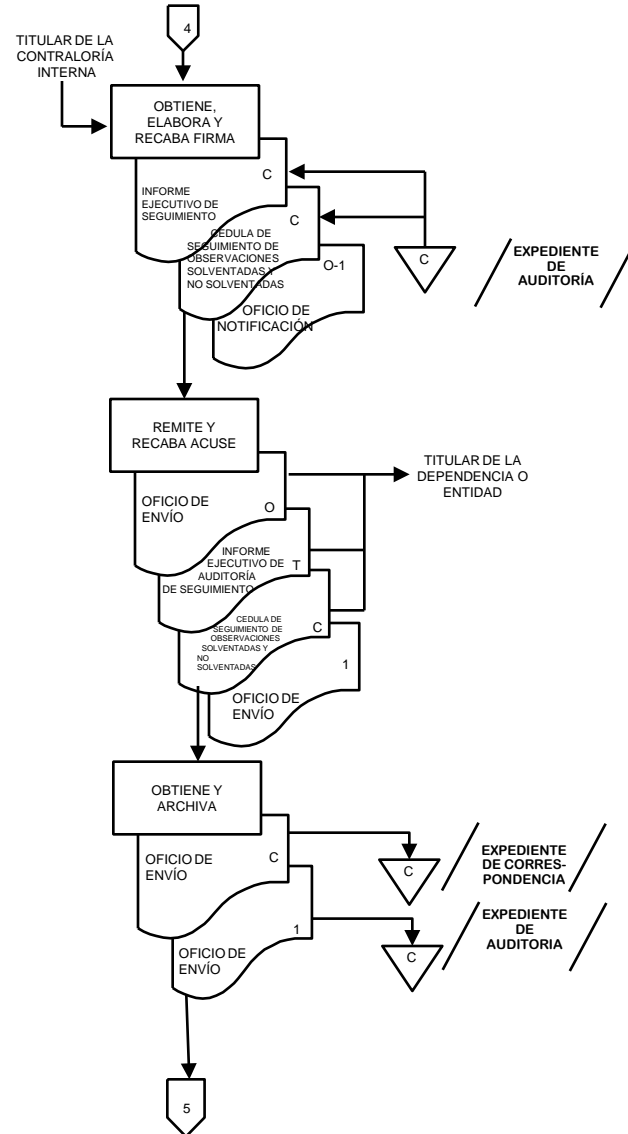 4
TITULAR DE LA
CONTRALORÍA
INTERNA
OBTIENE,
ELABORA Y
RECABA FIRMA
C
INFORME
EJECUTIVO DE
SEGUIMIENTO
C
CEDULA DE
SEGUIMIENTO DE
OBSERVACIONES
SOLVENTADAS Y
NO SOLVENTADAS
O-1
OFICIO DE
NOTIFICACIÓN
C
EXPEDIENTE
DE
AUDITORÍA
REMITE Y
RECABA ACUSE
TITULAR DE LA
DEPENDENCIA O
ENTIDAD
OFICIO DE
ENVÍO
O
INFORME
EJECUTIVO DE
AUDITORÍA
DE SEGUIMIENTO
T
CEDULA DE
SEGUIMIENTO DE
OBSERVACIONES
SOLVENTADAS Y
NO
SOLVENTADAS
C
1
OFICIO DE
ENVÍO
OBTIENE Y
ARCHIVA
OFICIO DE
ENVÍO
C
C
EXPEDIENTE
DE CORRES-
PONDENCIA
1
OFICIO DE
ENVÍO
C
EXPEDIENTE
DE
AUDITORIA
5